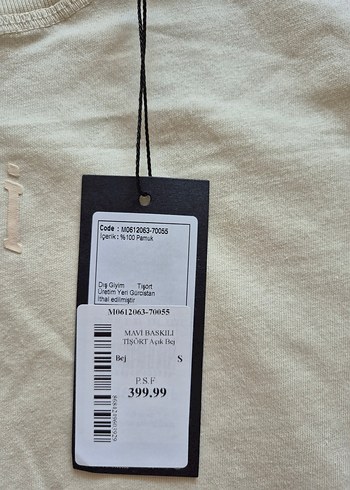 Code : M0612063-70055
İçerik : %100 Pamuk
Dış Giyim Tişört
Üretim Yeri Gürcistan
İthal edilmiştir
M0612063-70055
MAVİ BASKILI
TİŞÖRT Açık Bej
Bej S
P.S.F
399.99